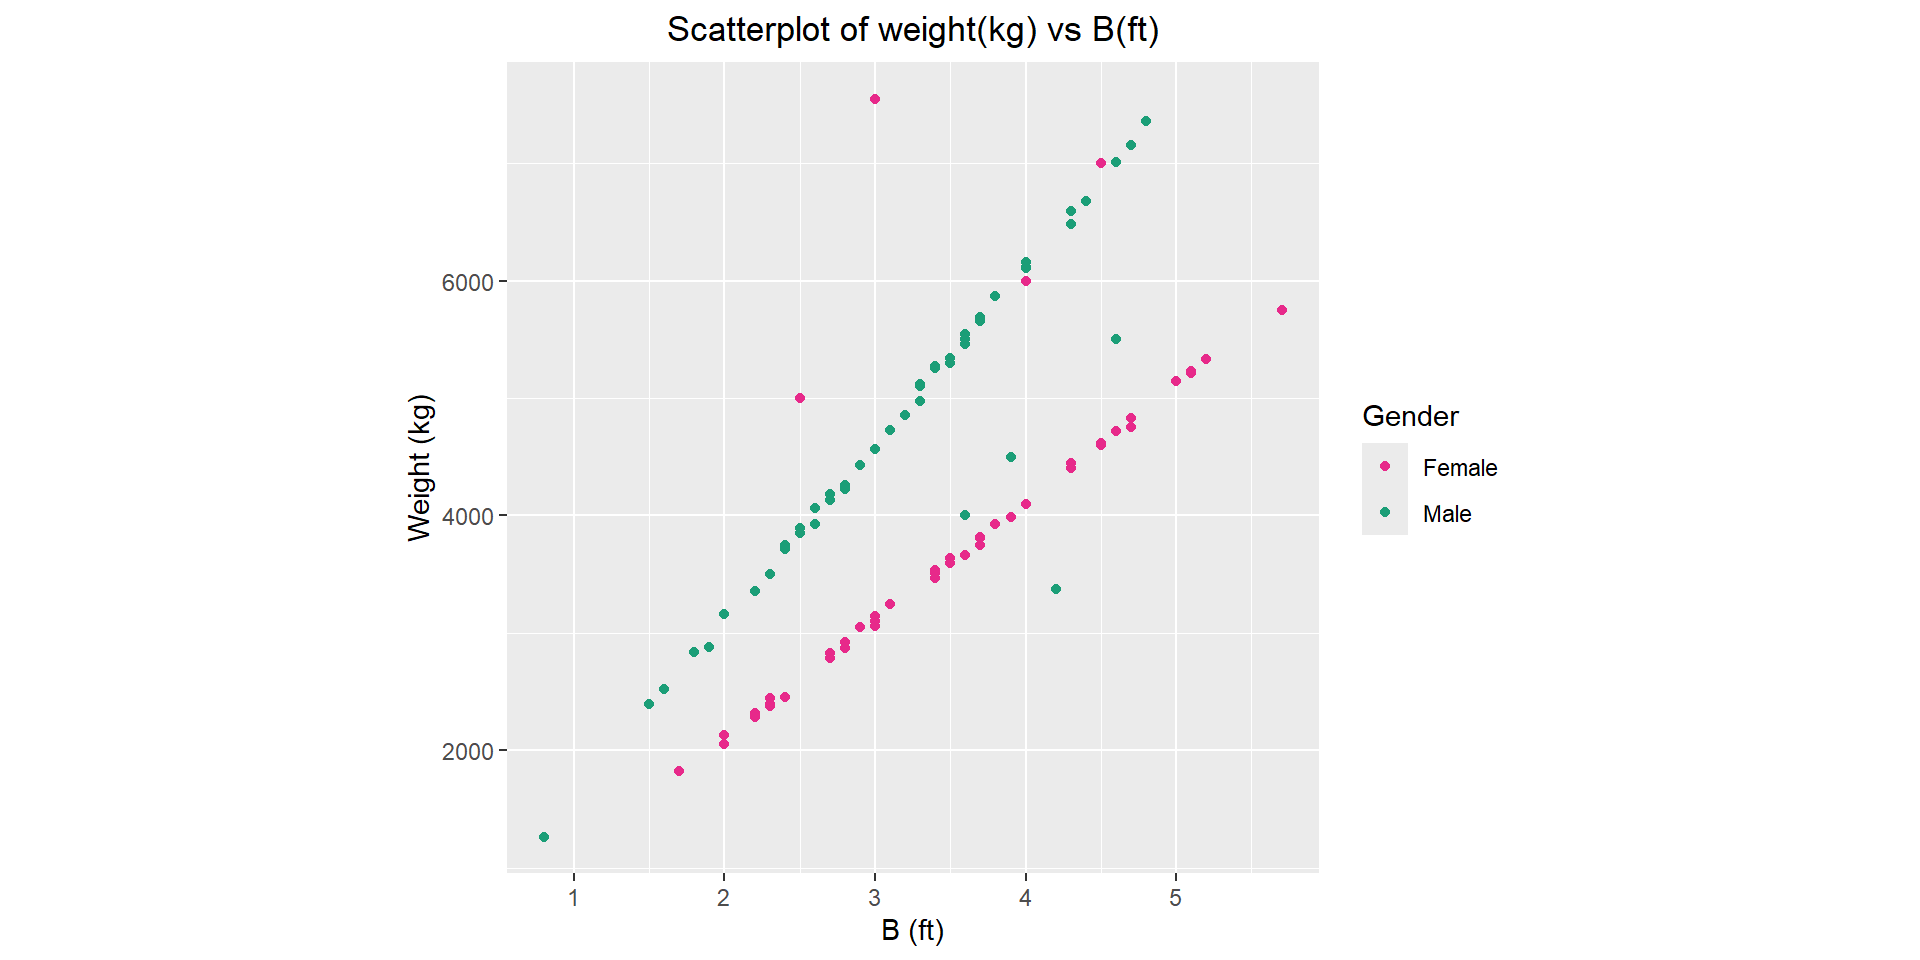 Scatterplot of weight(kg) vs B(ft)
Weight (kg)
6000
4000
2000
1
2
3
4
5
B (ft)
Gender
Female
Male